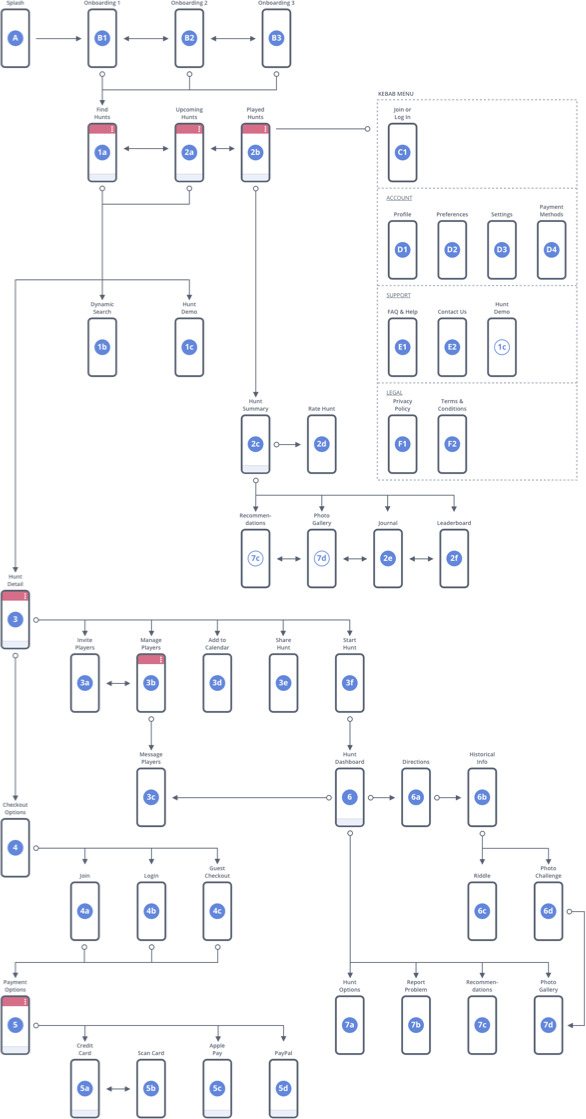 Splash
Onboarding 1
Onboarding 2
Onboarding 3
A
B1
B2
B3
KEBAB MENU
Find
Hunts
Upcoming
Hunts
Played
Hunts
Join or
Log In
1a
2a
2b
C1
ACCOUNT
Profile
Preferences
Settings
Payment
Methods
D1
D2
D3
D4
SUPPORT
FAQ & Help
Contact Us
Hunt
Demo
E1
E2
1c
Dynamic
Search
Hunt
Demo
1b
1c
LEGAL
Privacy
Policy
Terms &
Conditions
F1
F2
Hunt
Summary
Rate Hunt
2c
2d
Recommen-
dations
Photo
Gallery
Journal
Leaderboard
7c
7d
2e
2f
Hunt
Detail
3
Invite
Players
Manage
Players
Add to
Calendar
Share
Hunt
Start
Hunt
3a
3b
3d
3e
3f
Message
Players
Hunt
Dashboard
Directions
Historical
Info
3c
6
6a
6b
Checkout
Options
4
Join
Login
Guest
Checkout
Riddle
Photo
Challenge
4a
4b
4c
6c
6d
Payment
Options
Hunt
Options
Report
Problem
Recommen-
dations
Photo
Gallery
5
7a
7b
7c
7d
Credit
Card
Scan Card
Apple
Pay
PayPal
5a
5b
5c
5d